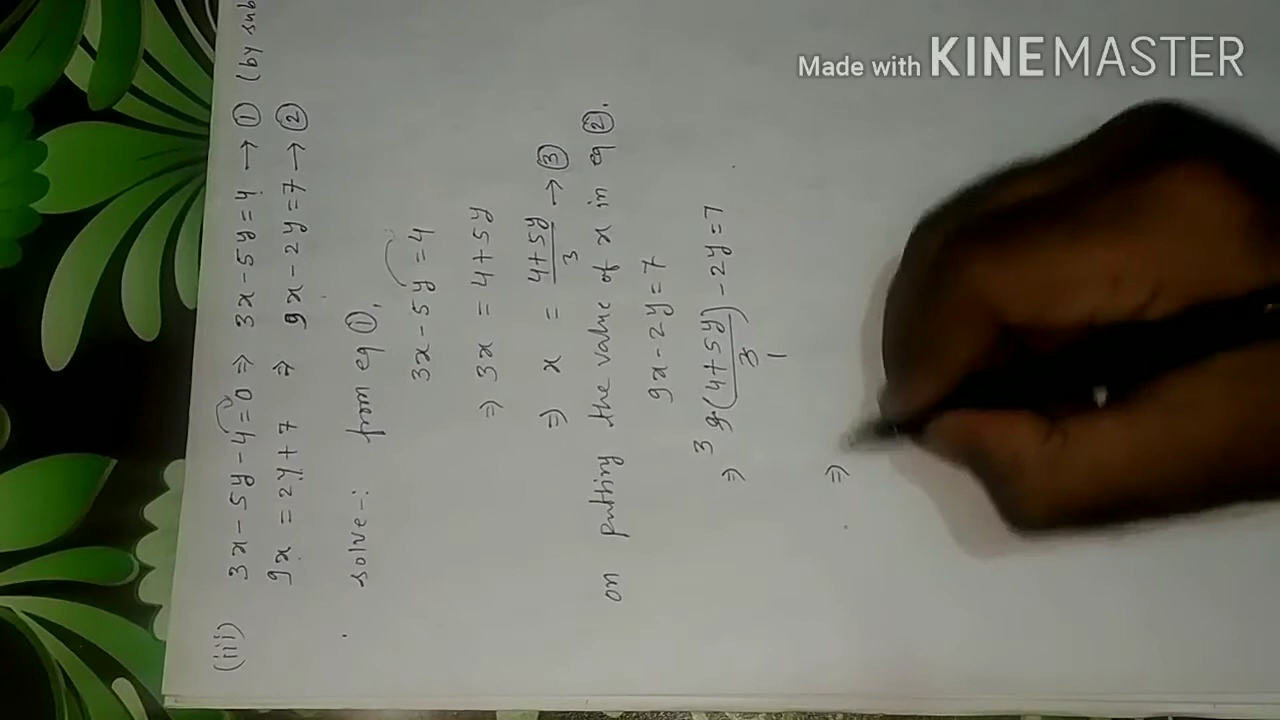 Made with KINEMASTER
(iii) 3x - 5y - 4 = 0 ⇒ 3x - 5y = 4 → ① (by sub
9x = 2y + 7 ⇒ 9x - 2y = 7 → ②
solve-: from eq ①,
3x - 5y = 4
⇒ 3x = 4 + 5y
⇒ x = (4+5y)/3 → ③
on putting the value of x in eq ②.
9x - 2y = 7
⇒ 3 9((4+5y)/3) - 2y = 7
1
⇒